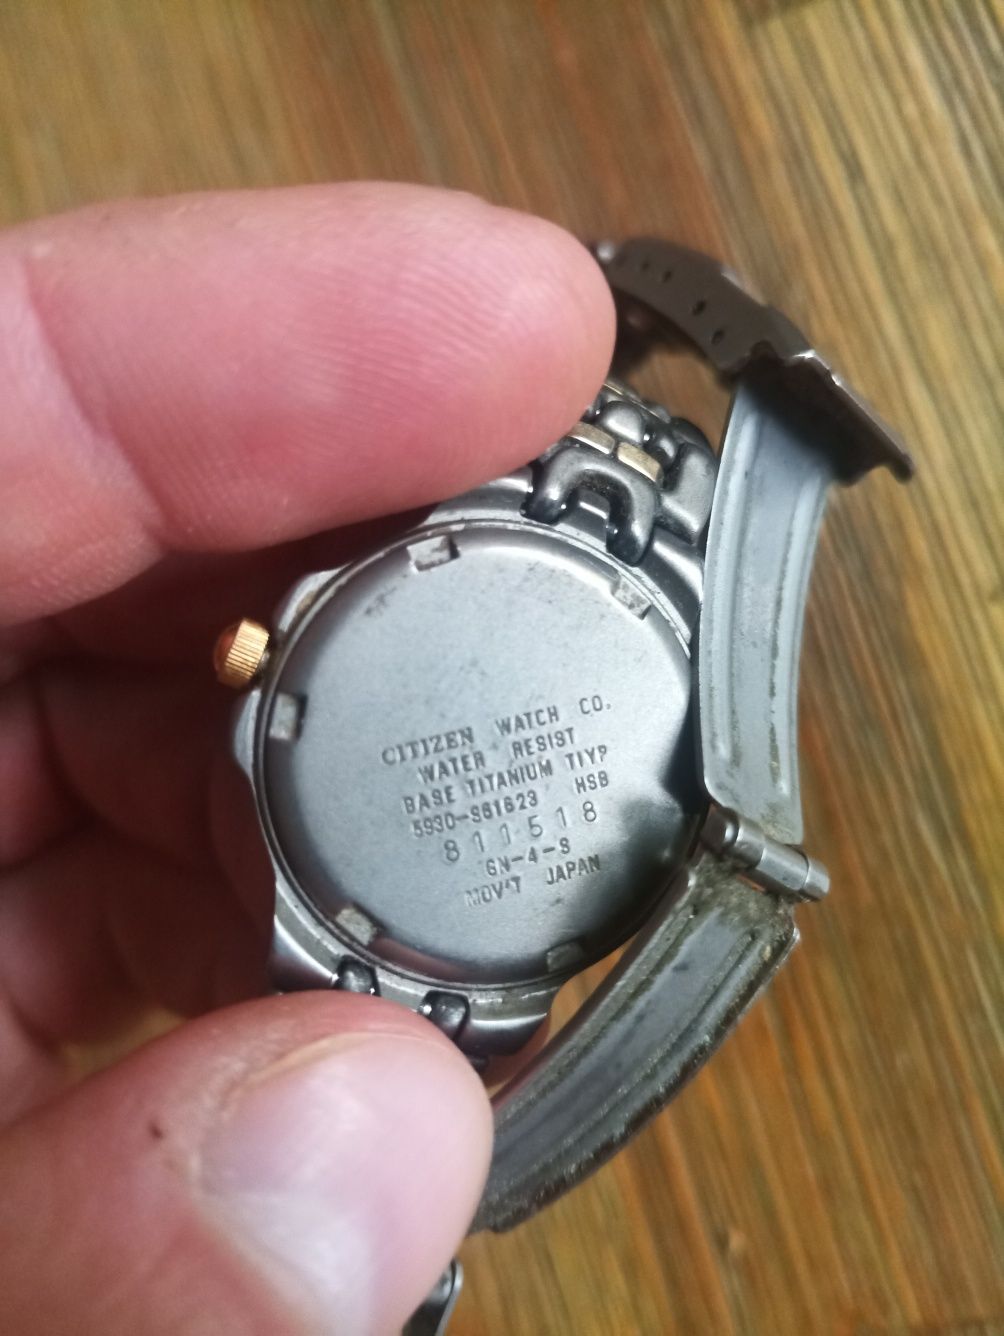 CITIZEN WATCH CO.
WATER RESIST
BASE TITANIUM TIYP
5930-S61623 HSB
811518
GN-4-S
MOV'T JAPAN